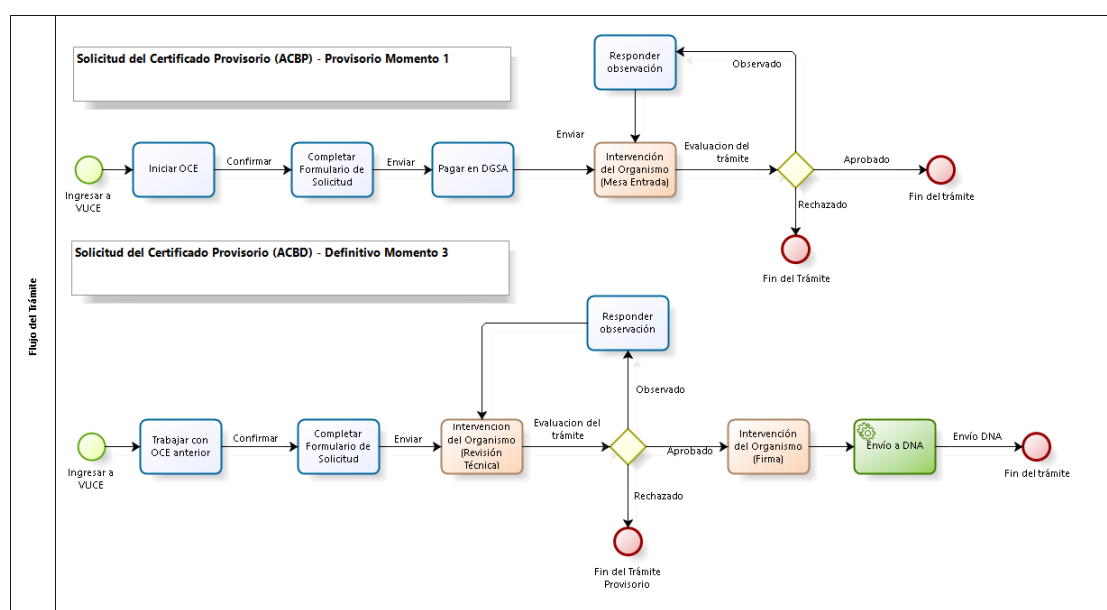 Flujo del Trámite
Solicitud del Certificado Provisorio (ACBP) - Provisorio Momento 1
Ingresar a
VUCE
Iniciar OCE
Confirmar
Completar
Formulario de
Solicitud
Enviar
Pagar en DGSA
Enviar
Intervención
del Organismo
(Mesa Entrada)
Responder
observación
Evaluacion del
trámite
Observado
Aprobado
Fin del trámite
Rechazado
Fin del Trámite
Solicitud del Certificado Provisorio (ACBD) - Definitivo Momento 3
Ingresar a
VUCE
Trabajar con
OCE anterior
Confirmar
Completar
Formulario de
Solicitud
Enviar
Intervencion
del Organismo
(Revisión
Técnica)
Responder
observación
Evaluacion del
trámite
Observado
Aprobado
Rechazado
Fin del Trámite
Provisorio
Intervención
del Organismo
(Firma)
Envío a DNA
Envío DNA
Fin del trámite